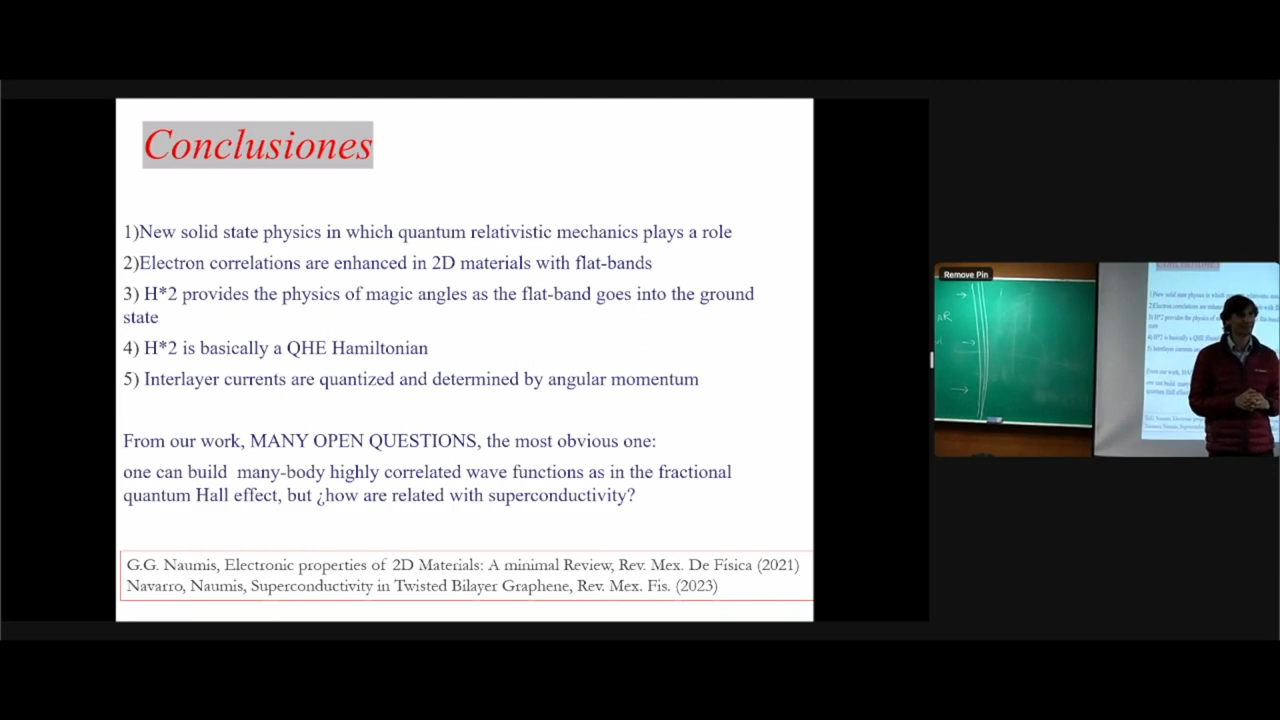 Conclusiones
1)New solid state physics in which quantum relativistic mechanics plays a role
2)Electron correlations are enhanced in 2D materials with flat-bands
3) H*2 provides the physics of magic angles as the flat-band goes into the ground
state
4) H*2 is basically a QHE Hamiltonian
5) Interlayer currents are quantized and determined by angular momentum
From our work, MANY OPEN QUESTIONS, the most obvious one:
one can build many-body highly correlated wave functions as in the fractional
quantum Hall effect, but ¿how are related with superconductivity?
G.G. Naumis, Electronic properties of 2D Materials: A minimal Review, Rev. Mex. De Física (2021)
Navarro, Naumis, Superconductivity in Twisted Bilayer Graphene, Rev. Mex. Fis. (2023)
Remove Pin